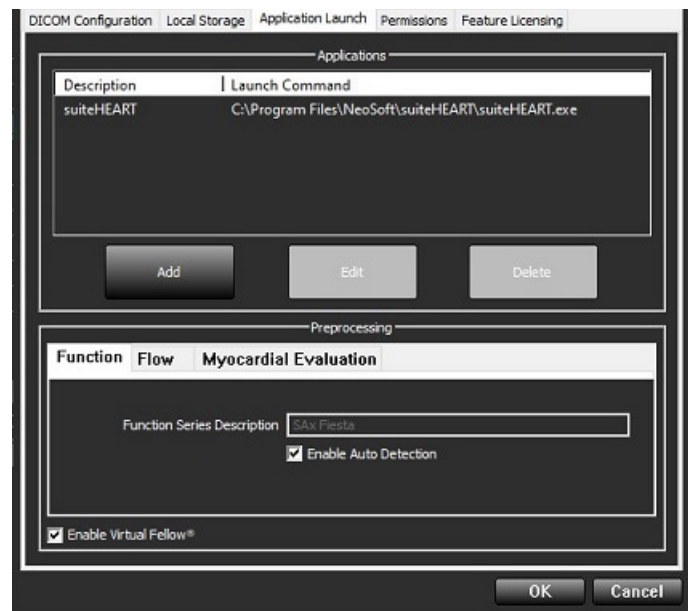 DICOM Configuration Local Storage Application Launch Permissions Feature Licensing
Applications
Description Launch Command
suiteHEART C:\Program Files\NeoSoft\suiteHEART\suiteHEART.exe
Add Edit Delete
Preprocessing
Function Flow Myocardial Evaluation
Function Series Description SAx Fiesta
Enable Auto Detection
Enable Virtual Fellow®
OK Cancel